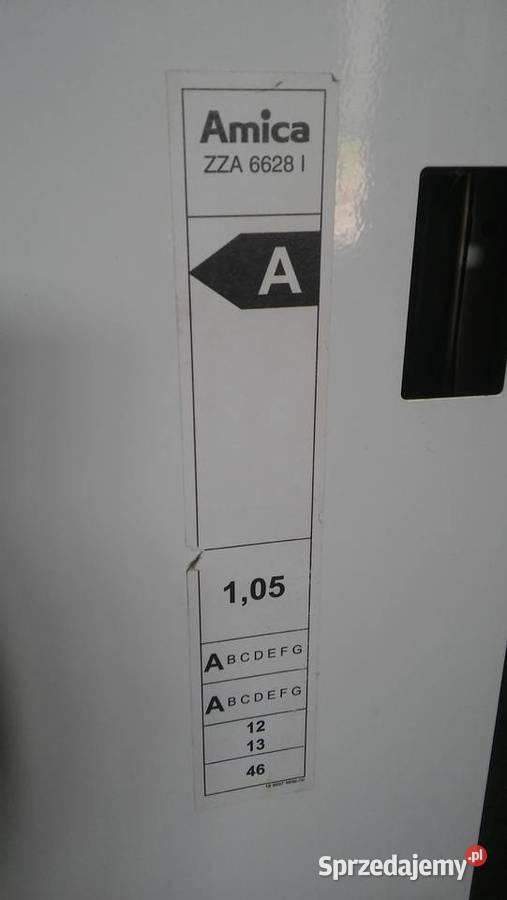 Amica
ZZA 6628 I
A
1,05
ABCDEFG
ABCDEFG
12
13
46
Sprzedajemy.pl